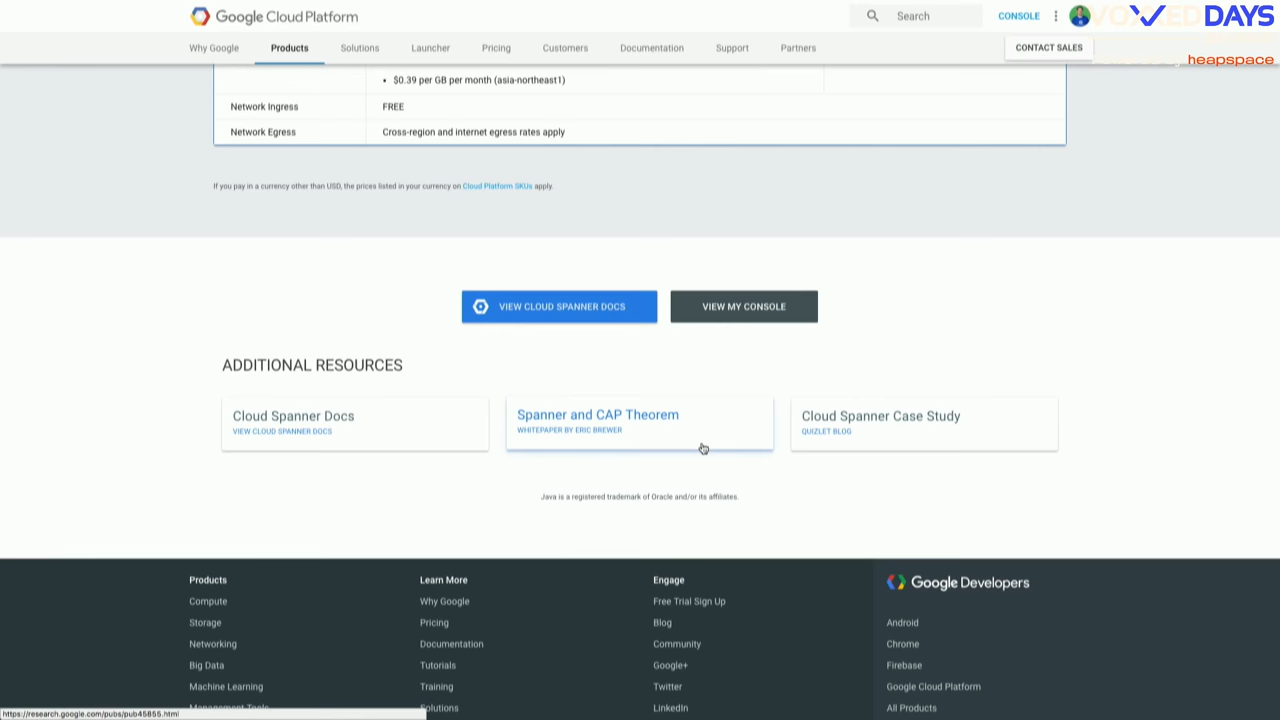 Google Cloud Platform
Search
CONSOLE
VOXXED DAYS
Why Google
Products
Solutions
Launcher
Pricing
Customers
Documentation
Support
Partners
CONTACT SALES
heapspace
• $0.39 per GB per month (asia-northeast1)
Network Ingress
FREE
Network Egress
Cross-region and internet egress rates apply
If you pay in a currency other than USD, the prices listed in your currency on Cloud Platform SKUs apply.
VIEW CLOUD SPANNER DOCS
VIEW MY CONSOLE
ADDITIONAL RESOURCES
Cloud Spanner Docs
VIEW CLOUD SPANNER DOCS
Spanner and CAP Theorem
WHITEPAPER BY ERIC BREWER
Cloud Spanner Case Study
QUIZLET BLOG
Java is a registered trademark of Oracle and/or its affiliates.
Products
Compute
Storage
Networking
Big Data
Machine Learning
Management Tools
Learn More
Why Google
Pricing
Documentation
Tutorials
Training
Solutions
Engage
Free Trial Sign Up
Blog
Community
Google+
Twitter
LinkedIn
Google Developers
Android
Chrome
Firebase
Google Cloud Platform
All Products
https://research.google.com/pubs/pub45855.html